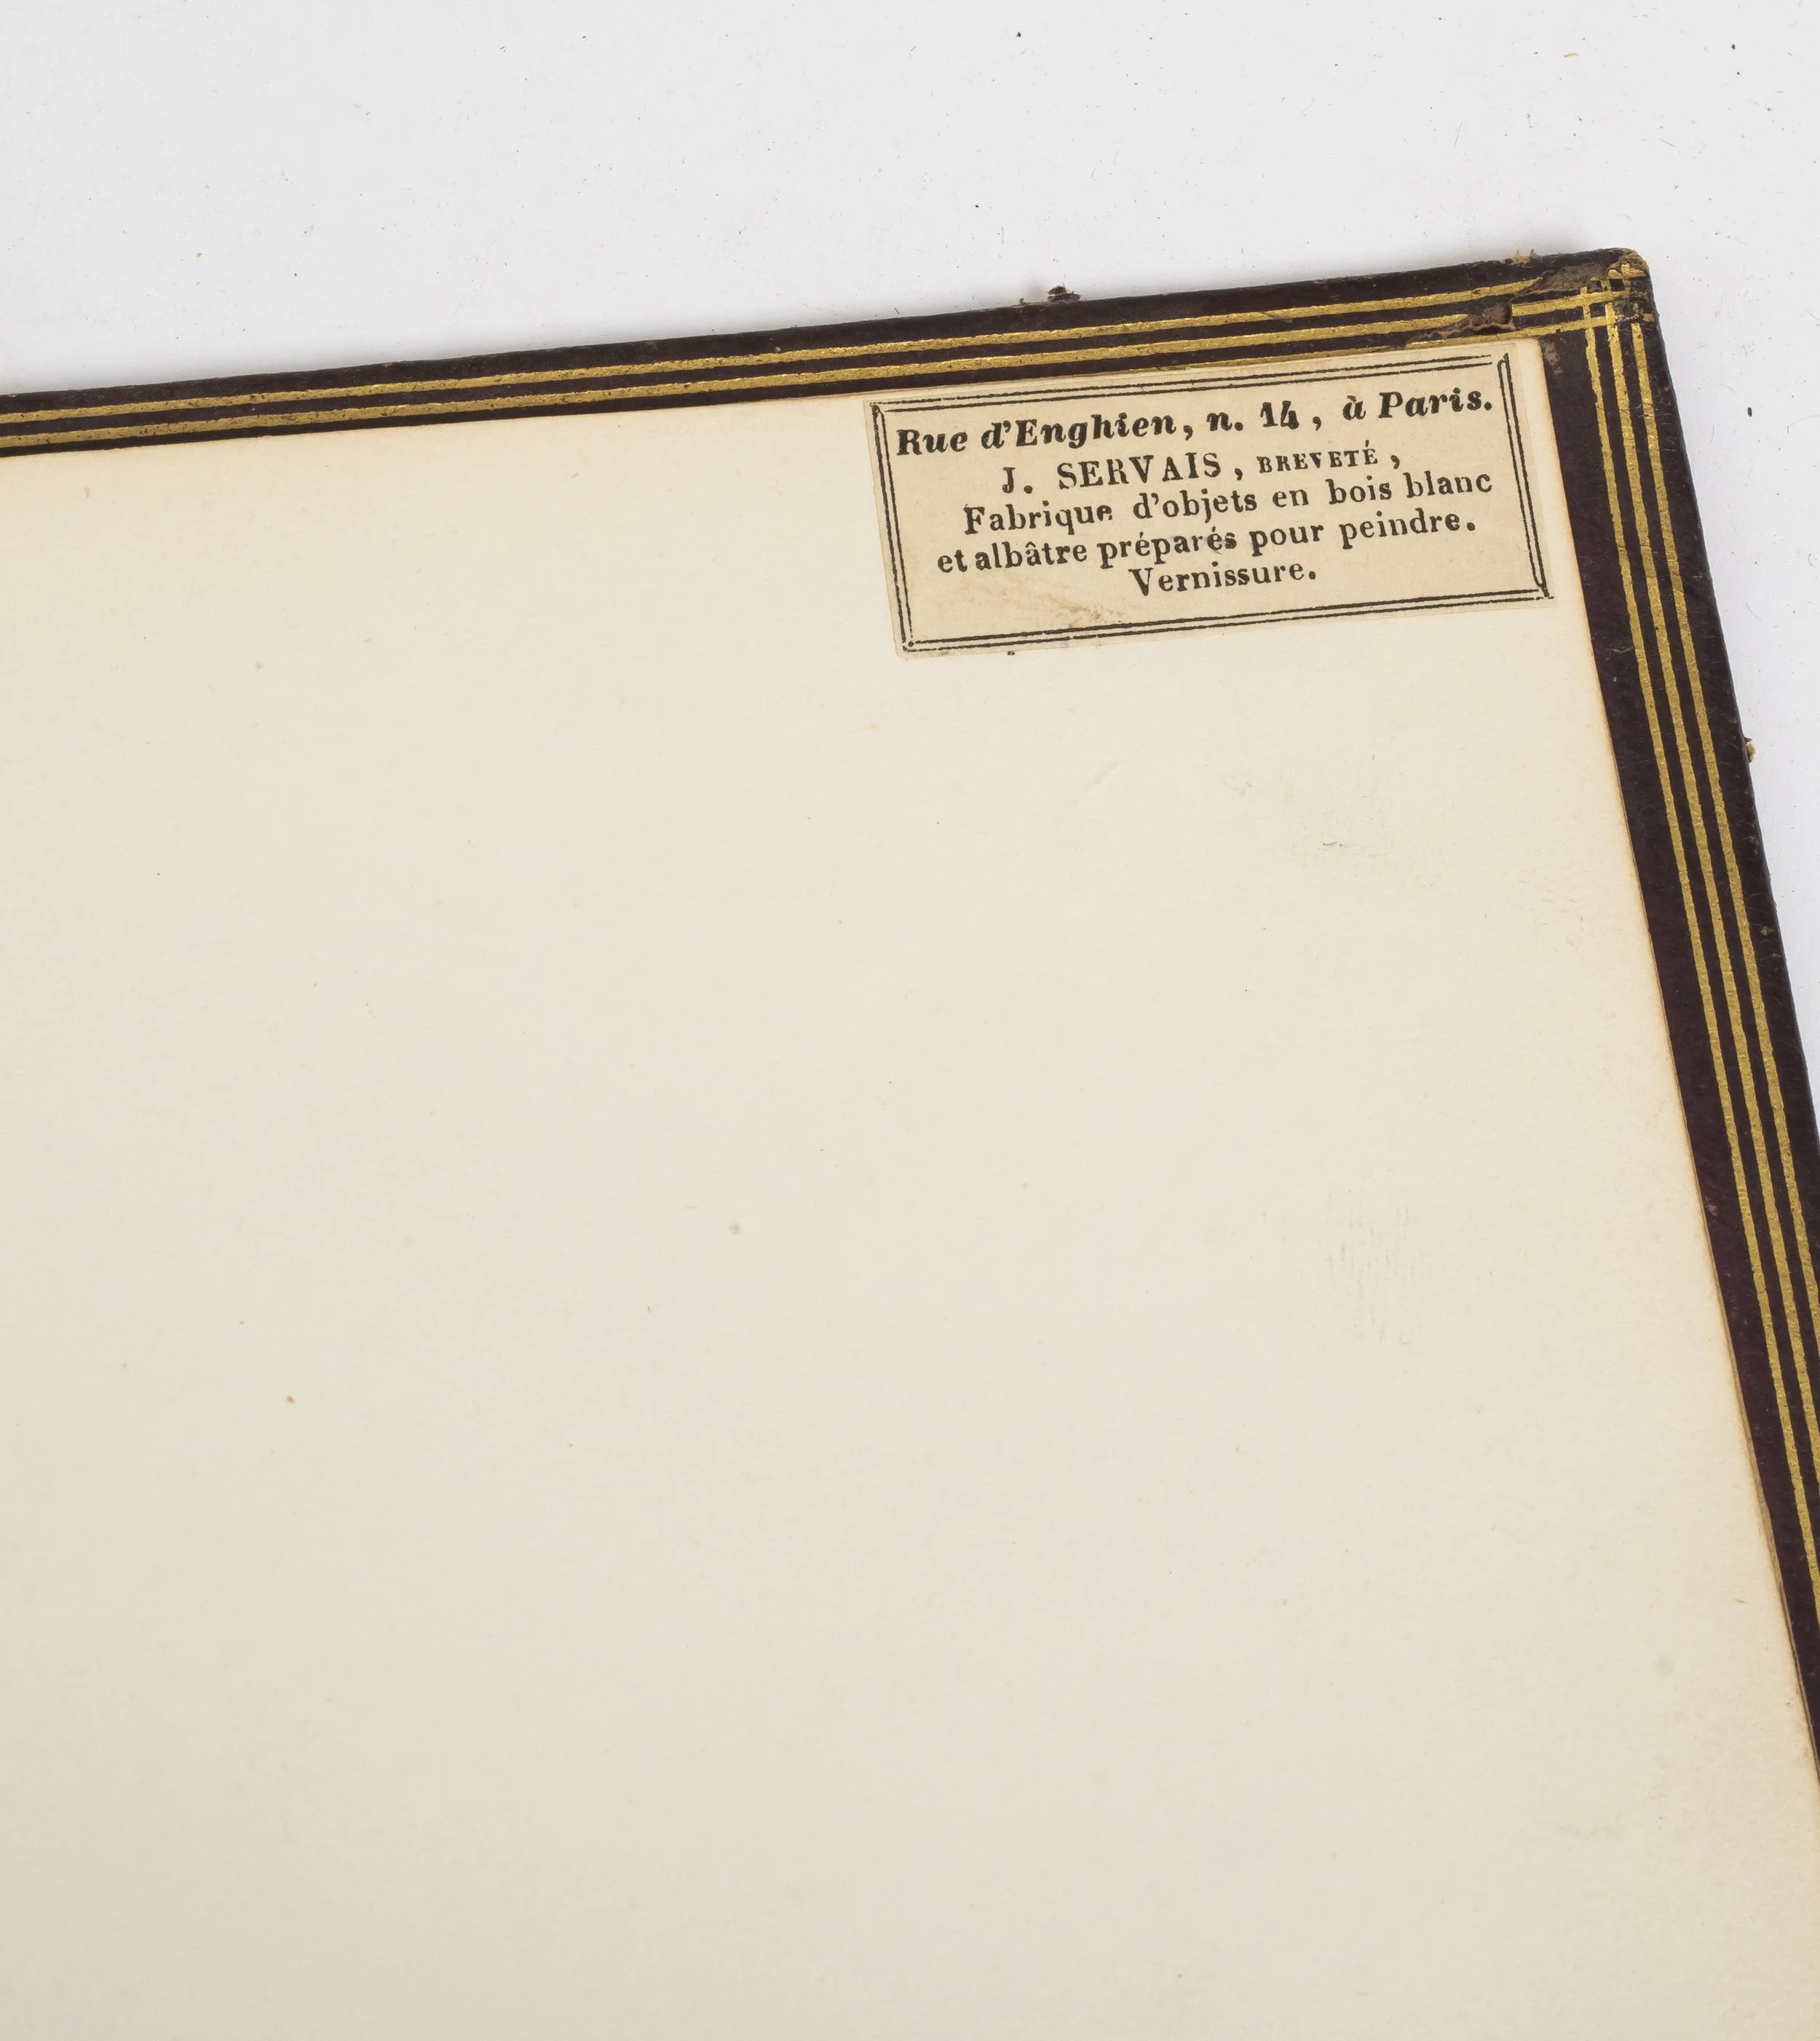 Rue d'Enghien, n. 14, à Paris.
J. SERVAIS, BREVETÉ,
Fabrique d'objets en bois blanc
et albâtre préparés pour peindre.
Vernissure.